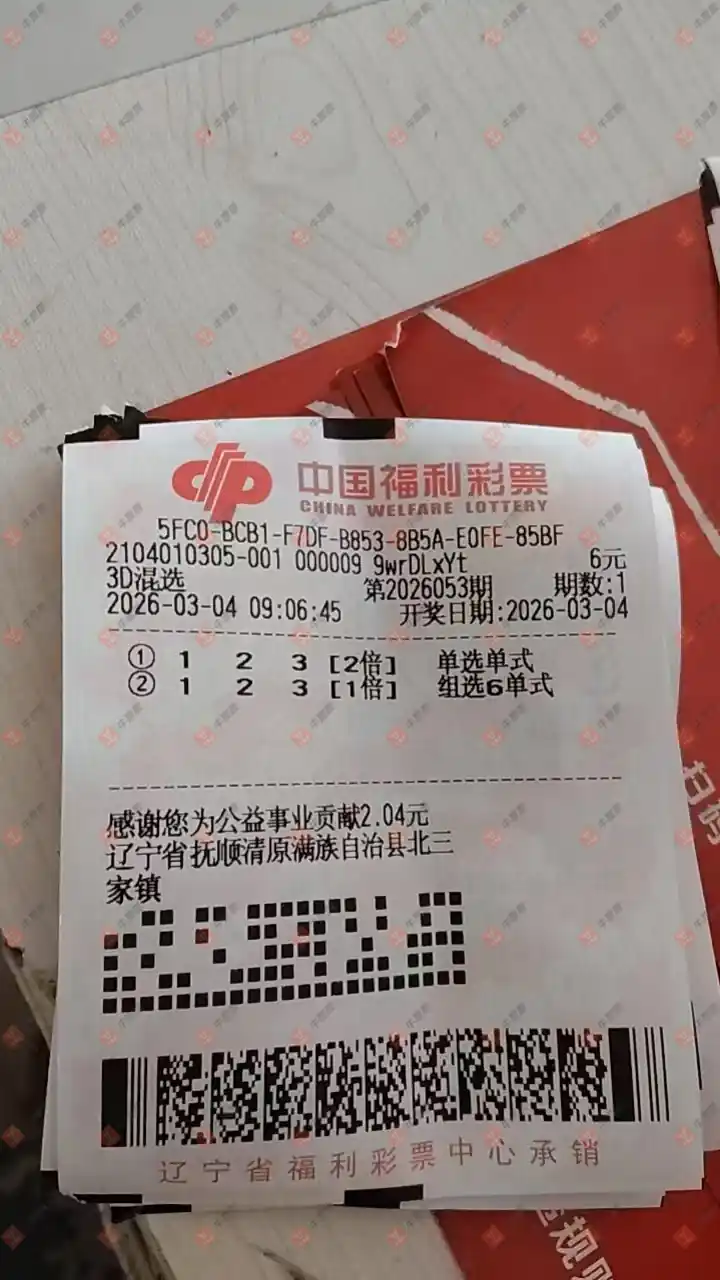 中国福利彩票
CHINA WELFARE LOTTERY
5FC0-BCB1-F7DF-B853-8B5A-E0FE-85BF
2104010305-001 000009 9wrDLxYt 6元
3D混选 第2026053期 期数:1
2026-03-04 09:06:45 开奖日期:2026-03-04
① 1 2 3 [2倍] 单选单式
② 1 2 3 [1倍] 组选6单式
感谢您为公益事业贡献2.04元
辽宁省抚顺清原满族自治县北三
家镇
辽宁省福利彩票中心承销
扫码
规则